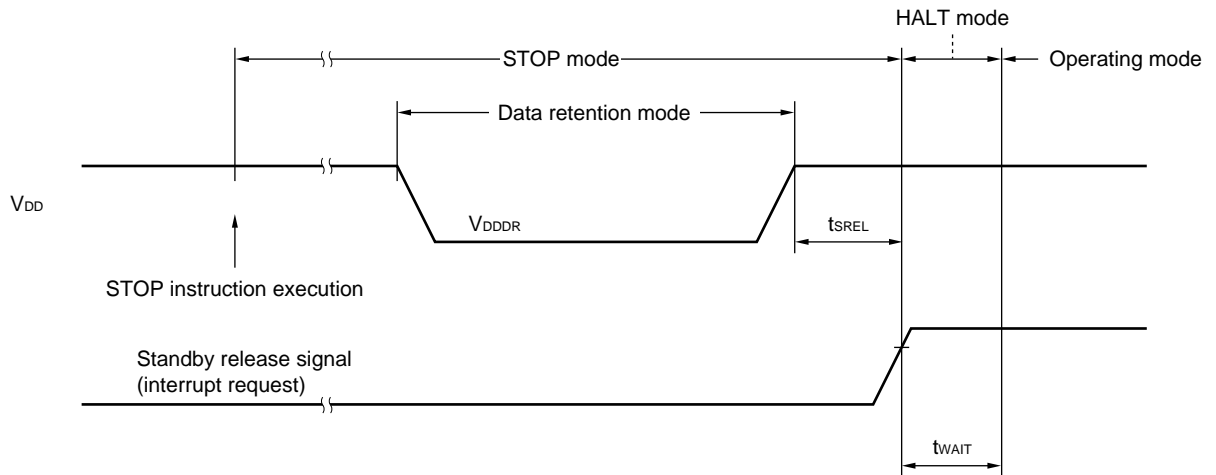 HALT mode
STOP mode
Operating mode
Data retention mode
VDD
VDDDR
tSREL
STOP instruction execution
Standby release signal
(interrupt request)
tWAIT